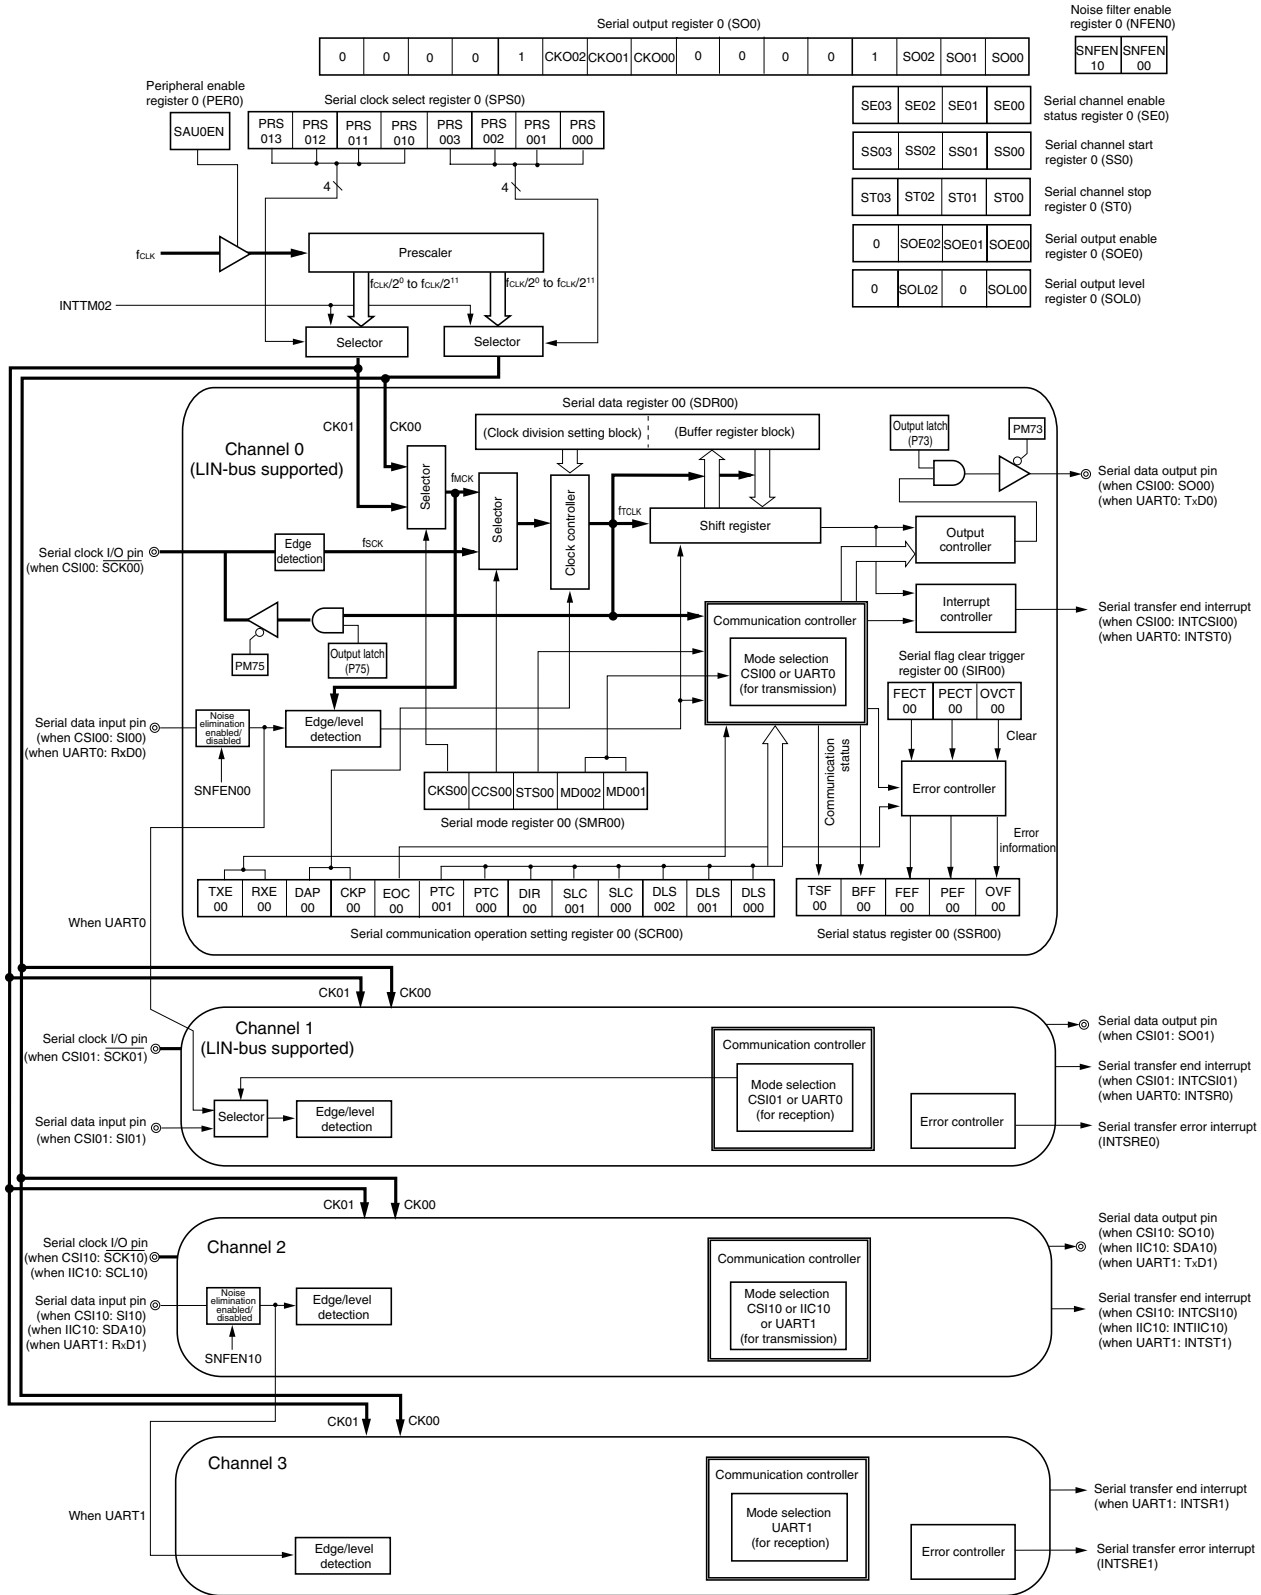 Serial output register 0 (SO0)
0 0 0 0 1 CKO02 CKO01 CKO00 0 0 0 0 1 SO02 SO01 SO00
Noise filter enable
register 0 (NFEN0)
SNFEN SNFEN
10 00
Peripheral enable
register 0 (PER0)
SAU0EN
Serial clock select register 0 (SPS0)
PRS PRS PRS PRS PRS PRS PRS PRS
013 012 011 010 003 002 001 000
4 4
SE03 SE02 SE01 SE00
Serial channel enable
status register 0 (SE0)
SS03 SS02 SS01 SS00
Serial channel start
register 0 (SS0)
ST03 ST02 ST01 ST00
Serial channel stop
register 0 (ST0)
0 SOE02 SOE01 SOE00
Serial output enable
register 0 (SOE0)
0 SOL02 0 SOL00
Serial output level
register 0 (SOL0)
fCLK
Prescaler
fCLK/2⁰ to fCLK/2¹¹ fCLK/2⁰ to fCLK/2¹¹
INTTM02
Selector Selector
CK01 CK00
Channel 0
(LIN-bus supported)
Serial data register 00 (SDR00)
(Clock division setting block) (Buffer register block)
Selector
fMCK
Selector
Clock controller
fTCLK
Shift register
Output latch
(P73)
PM73
Serial data output pin
(when CSI00: SO00)
(when UART0: TxD0)
Output
controller
Serial clock I/O pin
(when CSI00: SCK00)
Edge
detection
fSCK
Interrupt
controller
Serial transfer end interrupt
(when CSI00: INTCSI00)
(when UART0: INTST0)
PM75
Output latch
(P75)
Communication controller
Mode selection
CSI00 or UART0
(for transmission)
Serial flag clear trigger
register 00 (SIR00)
FECT PECT OVCT
00 00 00
Clear
Serial data input pin
(when CSI00: SI00)
(when UART0: RxD0)
Noise
elimination
enabled/
disabled
SNFEN00
Edge/level
detection
Communication
status
Error controller
Error
information
CKS00 CCS00 STS00 MD002 MD001
Serial mode register 00 (SMR00)
TXE RXE DAP CKP EOC PTC PTC DIR SLC SLC DLS DLS DLS
00 00 00 00 00 001 000 00 001 000 002 001 000
Serial communication operation setting register 00 (SCR00)
TSF BFF FEF PEF OVF
00 00 00 00 00
Serial status register 00 (SSR00)
When UART0
CK01 CK00
Channel 1
(LIN-bus supported)
Serial clock I/O pin
(when CSI01: SCK01)
Serial data input pin
(when CSI01: SI01)
Selector
Edge/level
detection
Communication controller
Mode selection
CSI01 or UART0
(for reception)
Error controller
Serial data output pin
(when CSI01: SO01)
Serial transfer end interrupt
(when CSI01: INTCSI01)
(when UART0: INTSR0)
Serial transfer error interrupt
(INTSRE0)
CK01 CK00
Channel 2
Serial clock I/O pin
(when CSI10: SCK10)
(when IIC10: SCL10)
Serial data input pin
(when CSI10: SI10)
(when IIC10: SDA10)
(when UART1: RxD1)
Noise
elimination
enabled/
disabled
SNFEN10
Edge/level
detection
Communication controller
Mode selection
CSI10 or IIC10
or UART1
(for transmission)
Serial data output pin
(when CSI10: SO10)
(when IIC10: SDA10)
(when UART1: TxD1)
Serial transfer end interrupt
(when CSI10: INTCSI10)
(when IIC10: INTIIC10)
(when UART1: INTST1)
CK01 CK00
Channel 3
When UART1
Edge/level
detection
Communication controller
Mode selection
UART1
(for reception)
Error controller
Serial transfer end interrupt
(when UART1: INTSR1)
Serial transfer error interrupt
(INTSRE1)